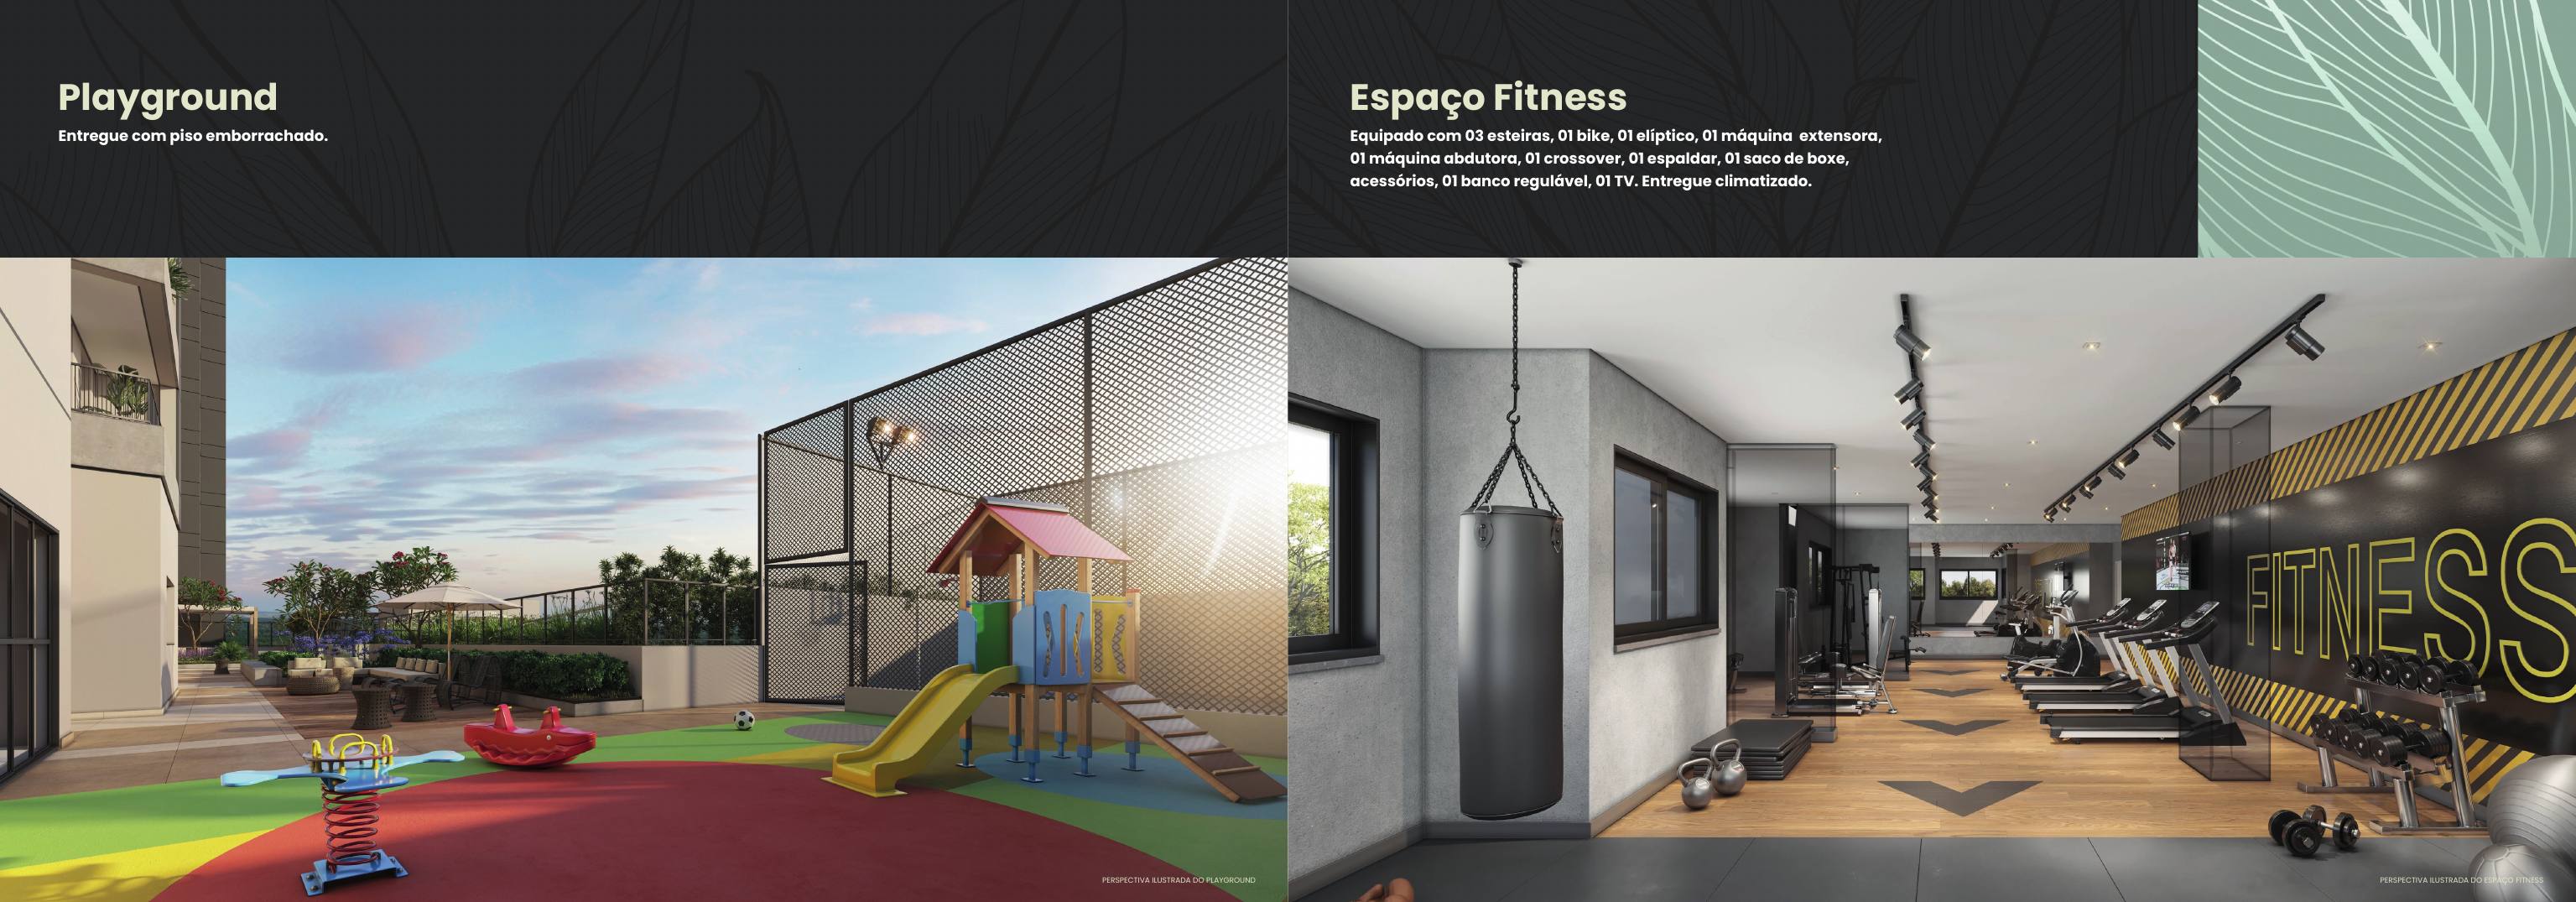 Playground
Entregue com piso emborrachado.
PERSPECTIVA ILUSTRADA DO PLAYGROUND
Espaço Fitness
Equipado com 03 esteiras, 01 bike, 01 elíptico, 01 máquina extensora,
01 máquina abdutora, 01 crossover, 01 espaldar, 01 saco de boxe,
acessórios, 01 banco regulável, 01 TV. Entregue climatizado.
FITNESS
PERSPECTIVA ILUSTRADA DO ESPAÇO FITNESS